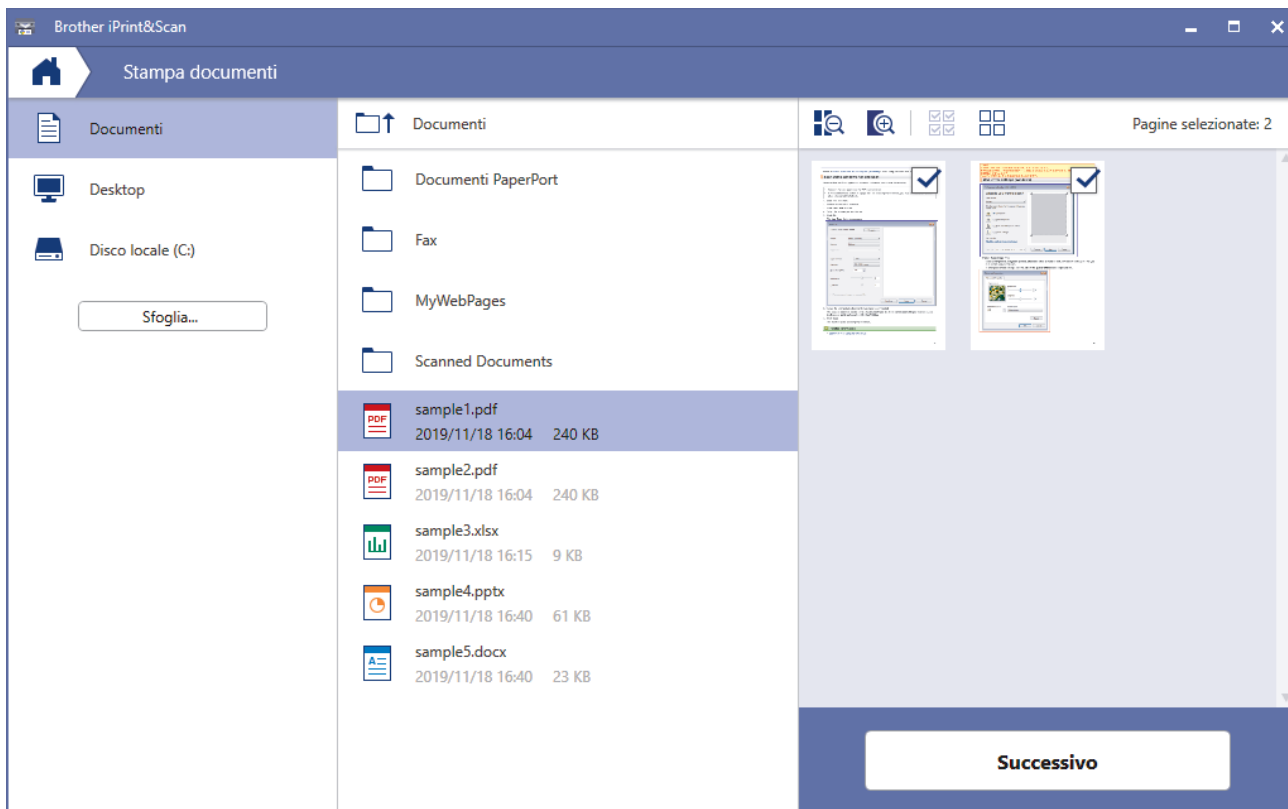 Brother iPrint&Scan
Stampa documenti
Documenti
Desktop
Disco locale (C:)
Sfoglia...
Documenti
Documenti PaperPort
Fax
MyWebPages
Scanned Documents
PDF
sample1.pdf
2019/11/18 16:04 240 KB
PDF
sample2.pdf
2019/11/18 16:04 240 KB
sample3.xlsx
2019/11/18 16:15 9 KB
sample4.pptx
2019/11/18 16:40 61 KB
A
sample5.docx
2019/11/18 16:40 23 KB
Pagine selezionate: 2
Successivo